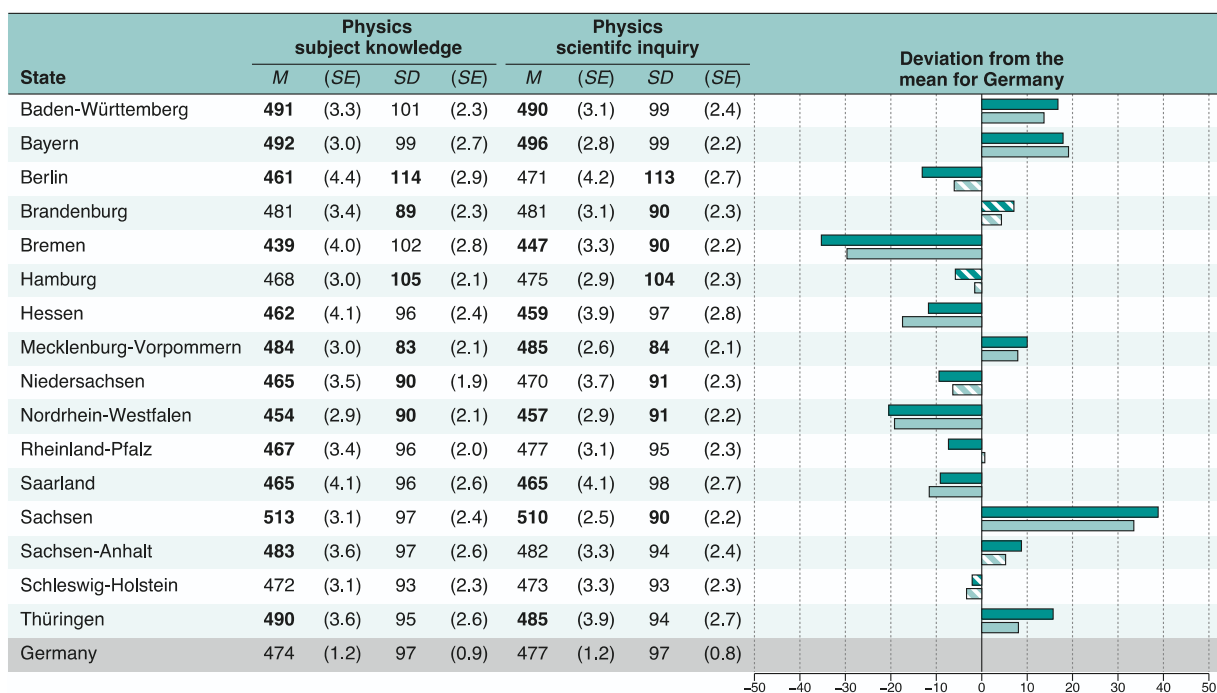 Physics subject knowledge
Physics scientifc inquiry
Deviation from the mean for Germany
State M (SE) SD (SE) M (SE) SD (SE)
Baden-Württemberg 491 (3.3) 101 (2.3) 490 (3.1) 99 (2.4)
Bayern 492 (3.0) 99 (2.7) 496 (2.8) 99 (2.2)
Berlin 461 (4.4) 114 (2.9) 471 (4.2) 113 (2.7)
Brandenburg 481 (3.4) 89 (2.3) 481 (3.1) 90 (2.3)
Bremen 439 (4.0) 102 (2.8) 447 (3.3) 90 (2.2)
Hamburg 468 (3.0) 105 (2.1) 475 (2.9) 104 (2.3)
Hessen 462 (4.1) 96 (2.4) 459 (3.9) 97 (2.8)
Mecklenburg-Vorpommern 484 (3.0) 83 (2.1) 485 (2.6) 84 (2.1)
Niedersachsen 465 (3.5) 90 (1.9) 470 (3.7) 91 (2.3)
Nordrhein-Westfalen 454 (2.9) 90 (2.1) 457 (2.9) 91 (2.2)
Rheinland-Pfalz 467 (3.4) 96 (2.0) 477 (3.1) 95 (2.3)
Saarland 465 (4.1) 96 (2.6) 465 (4.1) 98 (2.7)
Sachsen 513 (3.1) 97 (2.4) 510 (2.5) 90 (2.2)
Sachsen-Anhalt 483 (3.6) 97 (2.6) 482 (3.3) 94 (2.4)
Schleswig-Holstein 472 (3.1) 93 (2.3) 473 (3.3) 93 (2.3)
Thüringen 490 (3.6) 95 (2.6) 485 (3.9) 94 (2.7)
Germany 474 (1.2) 97 (0.9) 477 (1.2) 97 (0.8)
−50 −40 −30 −20 −10 0 10 20 30 40 50